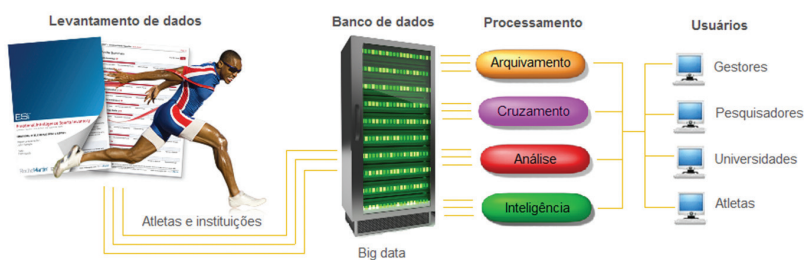 Levantamento de dados
Banco de dados
Processamento
Usuários
Arquivamento
Cruzamento
Análise
Inteligência
Gestores
Pesquisadores
Universidades
Atletas
Atletas e instituições
Big data